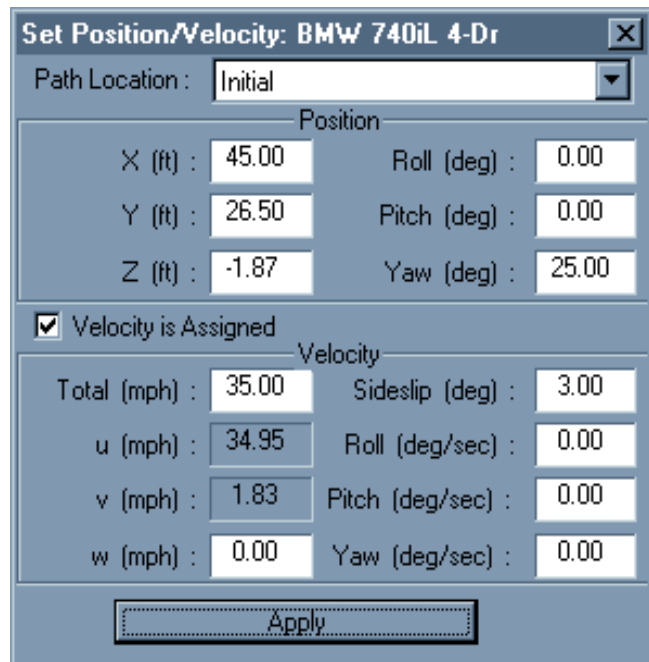 Set Position/Velocity: BMW 740iL 4-Dr
Path Location : Initial
Position
X (ft) : 45.00 Roll (deg) : 0.00
Y (ft) : 26.50 Pitch (deg) : 0.00
Z (ft) : -1.87 Yaw (deg) : 25.00
Velocity is Assigned
Velocity
Total (mph) : 35.00 Sideslip (deg) : 3.00
u (mph) : 34.95 Roll (deg/sec) : 0.00
v (mph) : 1.83 Pitch (deg/sec) : 0.00
w (mph) : 0.00 Yaw (deg/sec) : 0.00
Apply